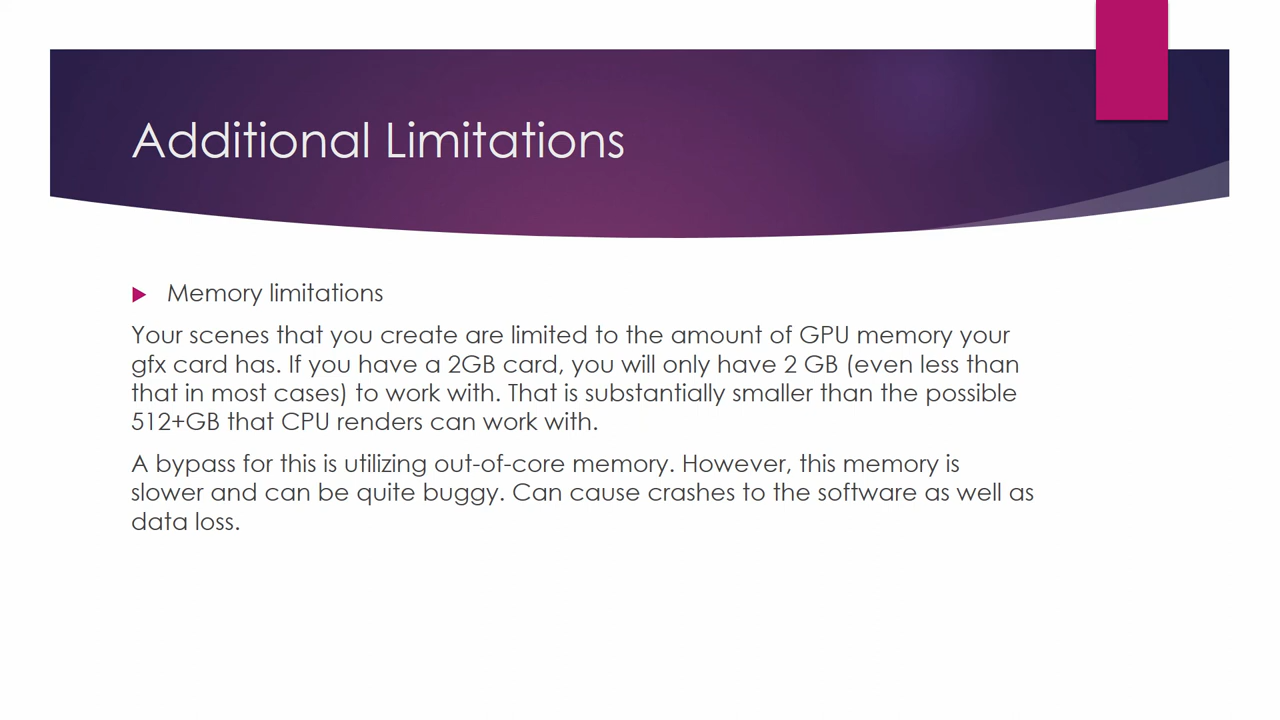 Additional Limitations
Memory limitations
Your scenes that you create are limited to the amount of GPU memory your
gfx card has. If you have a 2GB card, you will only have 2 GB (even less than
that in most cases) to work with. That is substantially smaller than the possible
512+GB that CPU renders can work with.
A bypass for this is utilizing out-of-core memory. However, this memory is
slower and can be quite buggy. Can cause crashes to the software as well as
data loss.